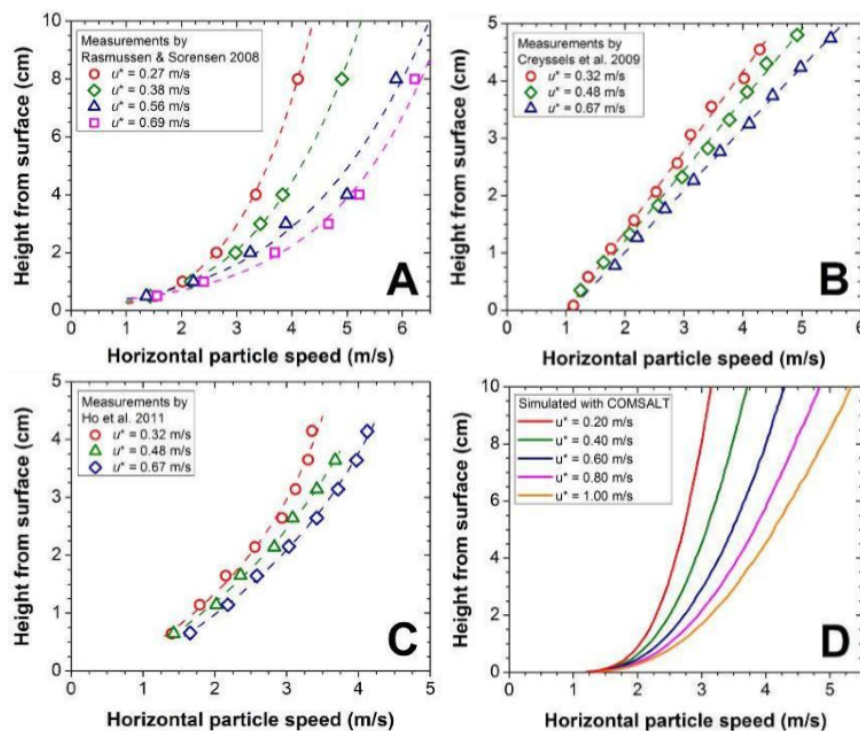 Height from surface (cm)
10
8
6
4
2
0
Measurements by
Rasmussen & Sorensen 2008
u* = 0.27 m/s
u* = 0.38 m/s
u* = 0.56 m/s
u* = 0.69 m/s
A
0 1 2 3 4 5 6
Horizontal particle speed (m/s)
Height from surface (cm)
5
4
3
2
1
0
Measurements by
Creyssels et al. 2009
u* = 0.32 m/s
u* = 0.48 m/s
u* = 0.67 m/s
B
0 1 2 3 4 5 6
Horizontal particle speed (m/s)
Height from surface (cm)
5
4
3
2
1
0
Measurements by
Ho et al. 2011
u* = 0.32 m/s
u* = 0.48 m/s
u* = 0.67 m/s
C
0 1 2 3 4 5
Horizontal particle speed (m/s)
Height from surface (cm)
10
8
6
4
2
0
Simulated with COMSALT
u* = 0.20 m/s
u* = 0.40 m/s
u* = 0.60 m/s
u* = 0.80 m/s
u* = 1.00 m/s
D
0 1 2 3 4 5
Horizontal particle speed (m/s)